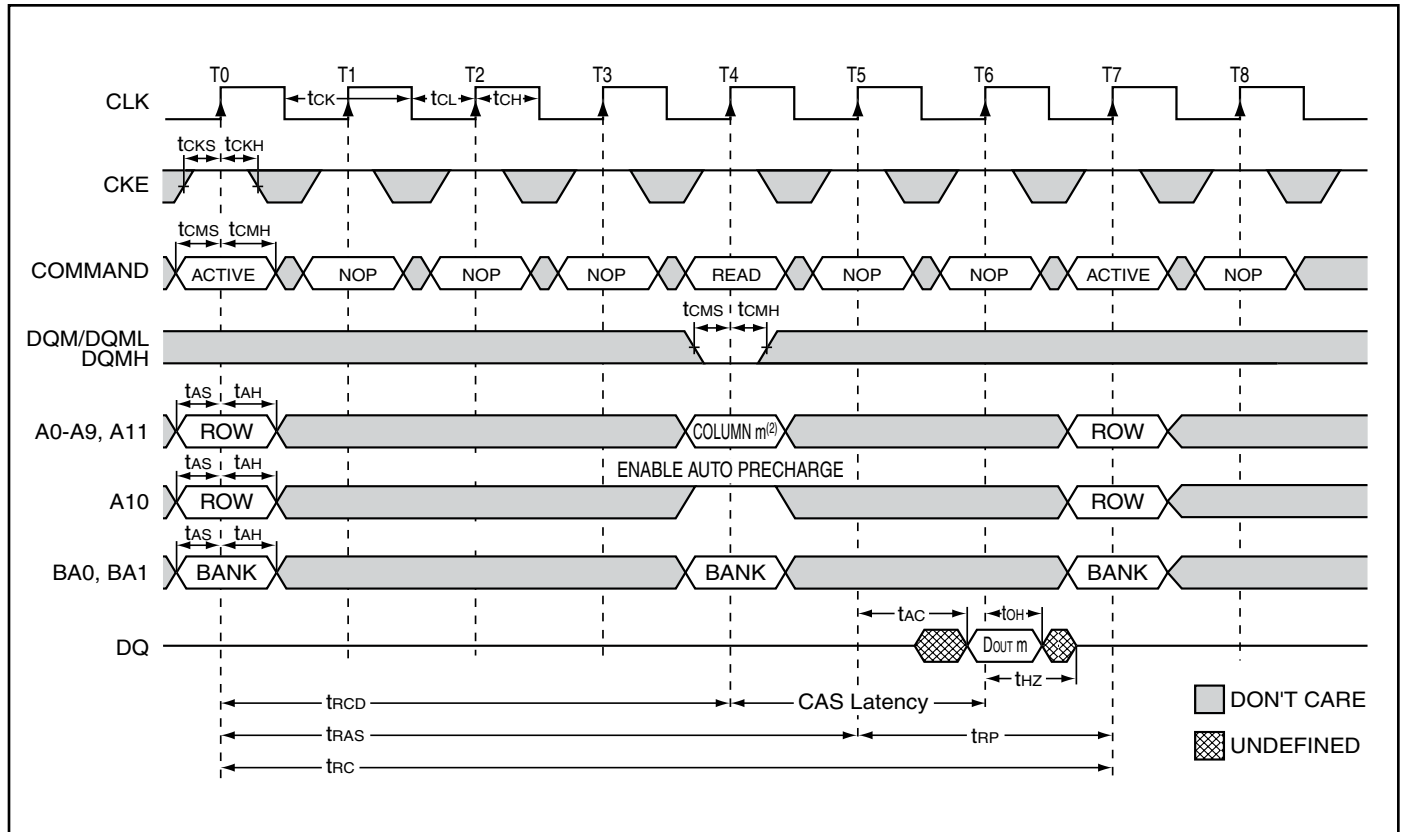 T0 T1 T2 T3 T4 T5 T6 T7 T8
CLK tCK tCL tCH
tCKS tCKH
CKE
tCMS tCMH
COMMAND ACTIVE NOP NOP NOP READ NOP NOP ACTIVE NOP
tCMS tCMH
DQM/DQML
DQMH
tAS tAH
A0-A9, A11 ROW COLUMN m(2) ROW
tAS tAH ENABLE AUTO PRECHARGE
A10 ROW ROW
tAS tAH
BA0, BA1 BANK BANK BANK
tAC tOH
DQ DOUT m
tHZ
tRCD CAS Latency DON'T CARE
tRAS tRP UNDEFINED
tRC